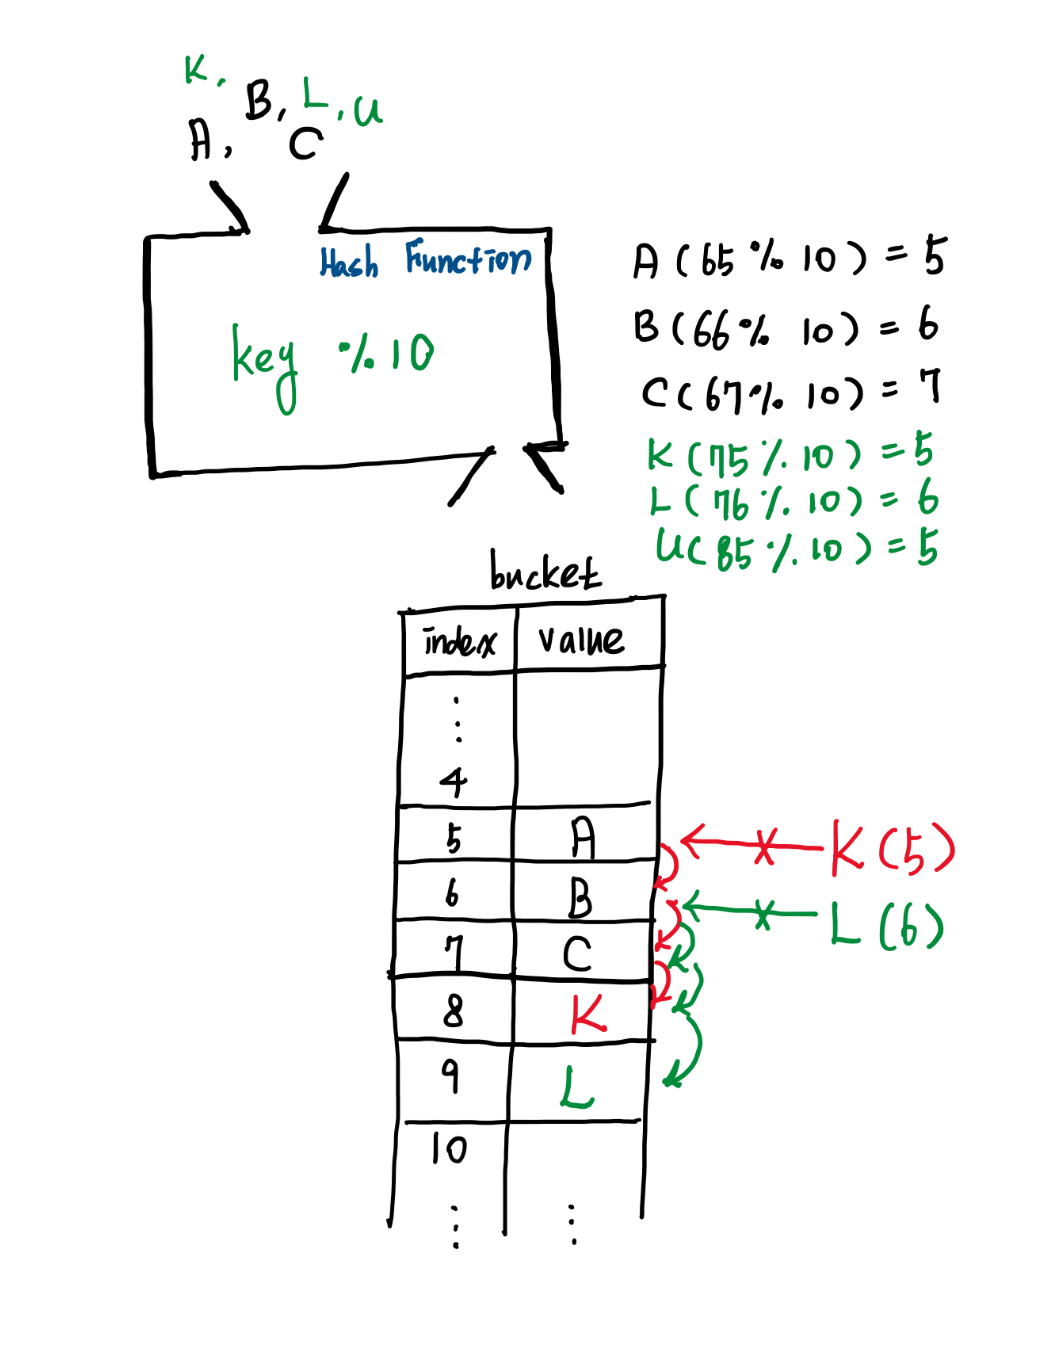 K, B, L, U
A, C
Hash Function
key % 10
A (65 % 10) = 5
B (66 % 10) = 6
C (67 % 10) = 7
K (75 % 10) = 5
L (76 % 10) = 6
U (85 % 10) = 5
bucket
index value
⋮
4
5 A
K (5)
6 B
L (6)
7 C
8 K
9 L
10
⋮ ⋮